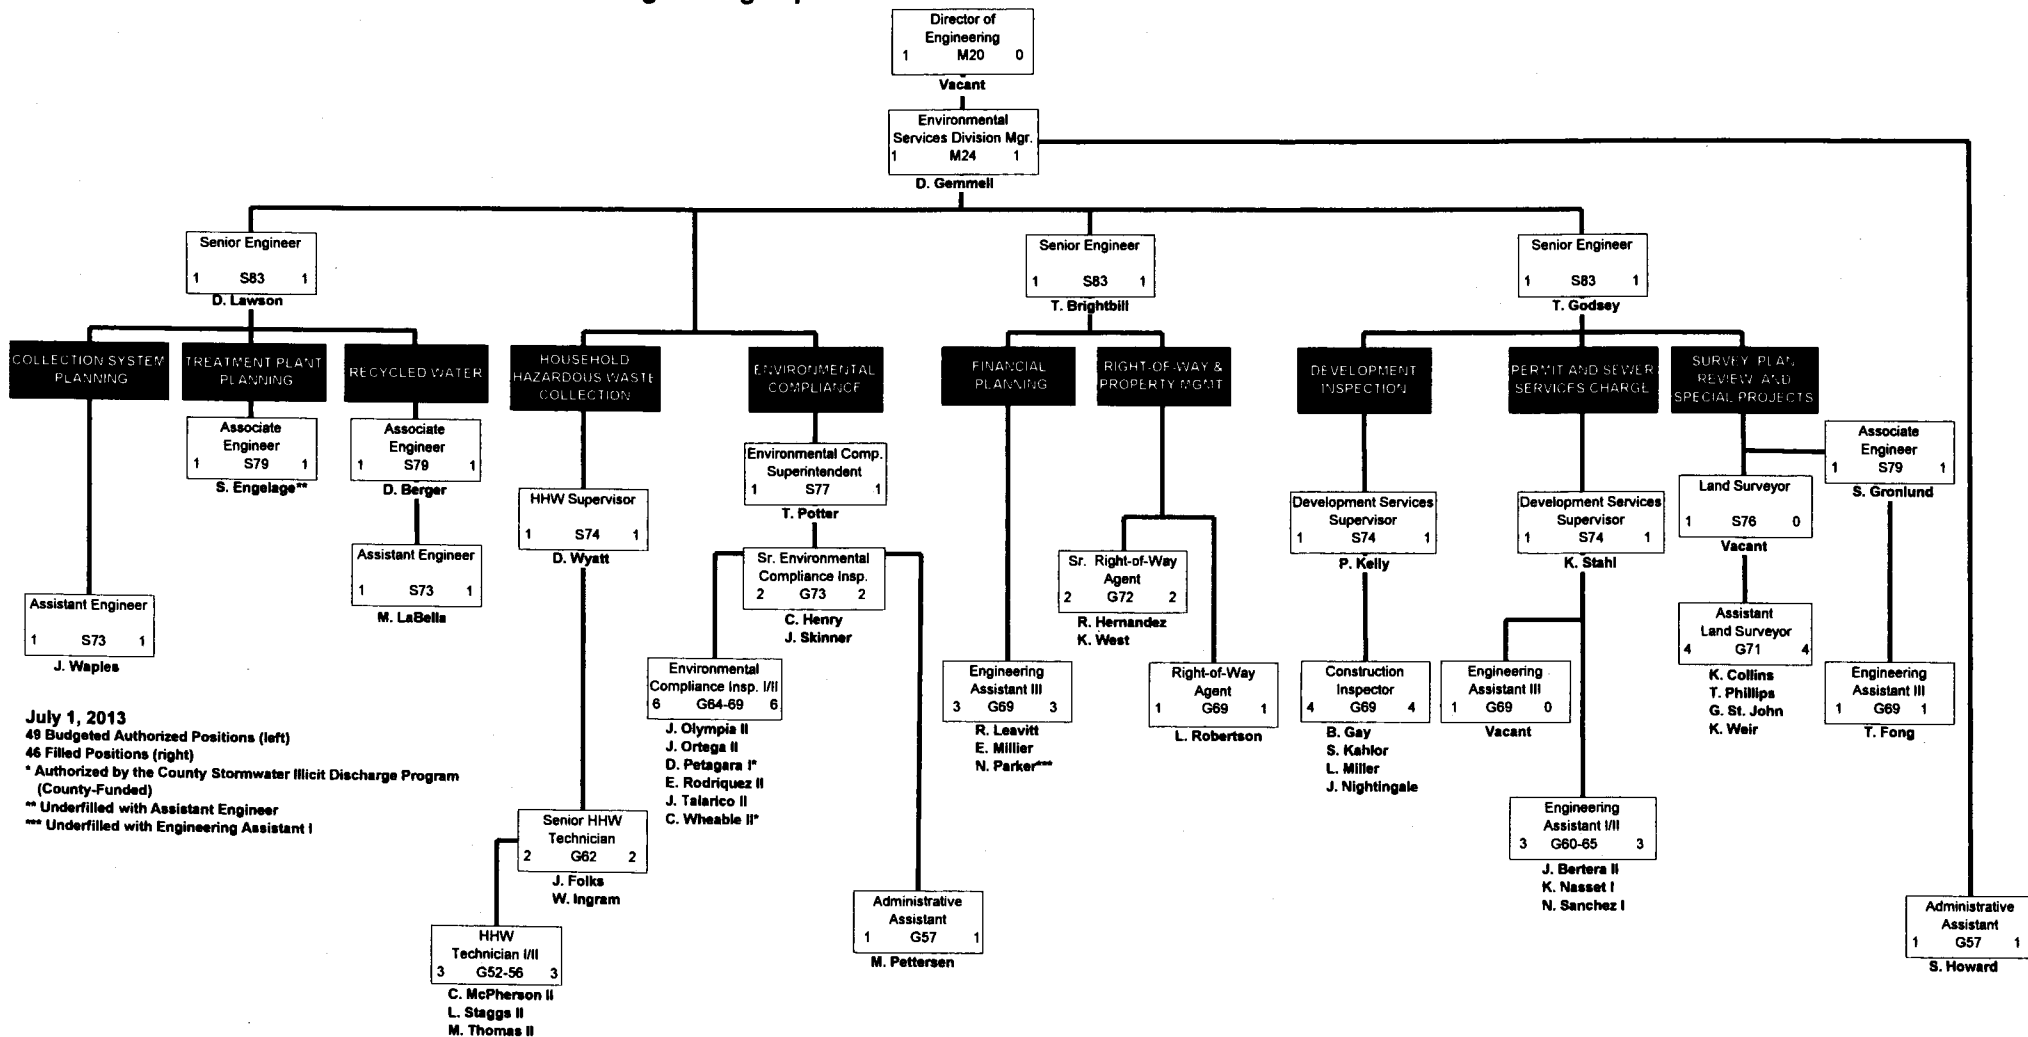 Director of
Engineering
1 M20 0
Vacant
Environmental
Services Division Mgr.
1 M24 1
D. Gemmell
Senior Engineer
1 S83 1
D. Lawson
Senior Engineer
1 S83 1
T. Brightbill
Senior Engineer
1 S83 1
T. Godsey
COLLECTION SYSTEM
PLANNING
TREATMENT PLANT
PLANNING
RECYCLED WATER
HOUSEHOLD
HAZARDOUS WASTE
COLLECTION
ENVIRONMENTAL
COMPLIANCE
FINANCIAL
PLANNING
RIGHT-OF-WAY &
PROPERTY MGMT
DEVELOPMENT
INSPECTION
PERMIT AND SEWER
SERVICES CHARGE
SURVEY, PLAN
REVIEW AND
SPECIAL PROJECTS
Associate
Engineer
1 S79 1
S. Engelage**
Associate
Engineer
1 S79 1
D. Berger
Assistant Engineer
1 S73 1
M. LaBella
Assistant Engineer
1 S73 1
J. Waples
HHW Supervisor
1 S74 1
D. Wyatt
Environmental Comp.
Superintendent
1 S77 1
T. Potter
Sr. Environmental
Compliance Insp.
2 G73 2
C. Henry
J. Skinner
Environmental
Compliance Insp. I/II
6 G64-69 6
J. Olympia II
J. Ortega II
D. Petagara I*
E. Rodriquez II
J. Talarico II
C. Wheable II*
Engineering
Assistant III
3 G69 3
R. Leavitt
E. Millier
N. Parker***
Sr. Right-of-Way
Agent
2 G72 2
R. Hernandez
K. West
Right-of-Way
Agent
1 G69 1
L. Robertson
Development Services
Supervisor
1 S74 1
P. Kelly
Construction
Inspector
4 G69 4
B. Gay
S. Kahlor
L. Miller
J. Nightingale
Development Services
Supervisor
1 S74 1
K. Stahl
Engineering
Assistant III
1 G69 0
Vacant
Engineering
Assistant I/II
3 G60-65 3
J. Bertera II
K. Nasset I
N. Sanchez I
Land Surveyor
1 S76 0
Vacant
Assistant
Land Surveyor
4 G71 4
K. Collins
T. Phillips
G. St. John
K. Weir
Associate
Engineer
1 S79 1
S. Gronlund
Engineering
Assistant III
1 G69 1
T. Fong
July 1, 2013
49 Budgeted Authorized Positions (left)
46 Filled Positions (right)
* Authorized by the County Stormwater Illicit Discharge Program
(County-Funded)
** Underfilled with Assistant Engineer
*** Underfilled with Engineering Assistant I
Senior HHW
Technician
2 G62 2
J. Folks
W. Ingram
HHW
Technician I/II
3 G52-56 3
C. McPherson II
L. Staggs II
M. Thomas II
Administrative
Assistant
1 G57 1
M. Pettersen
Administrative
Assistant
1 G57 1
S. Howard